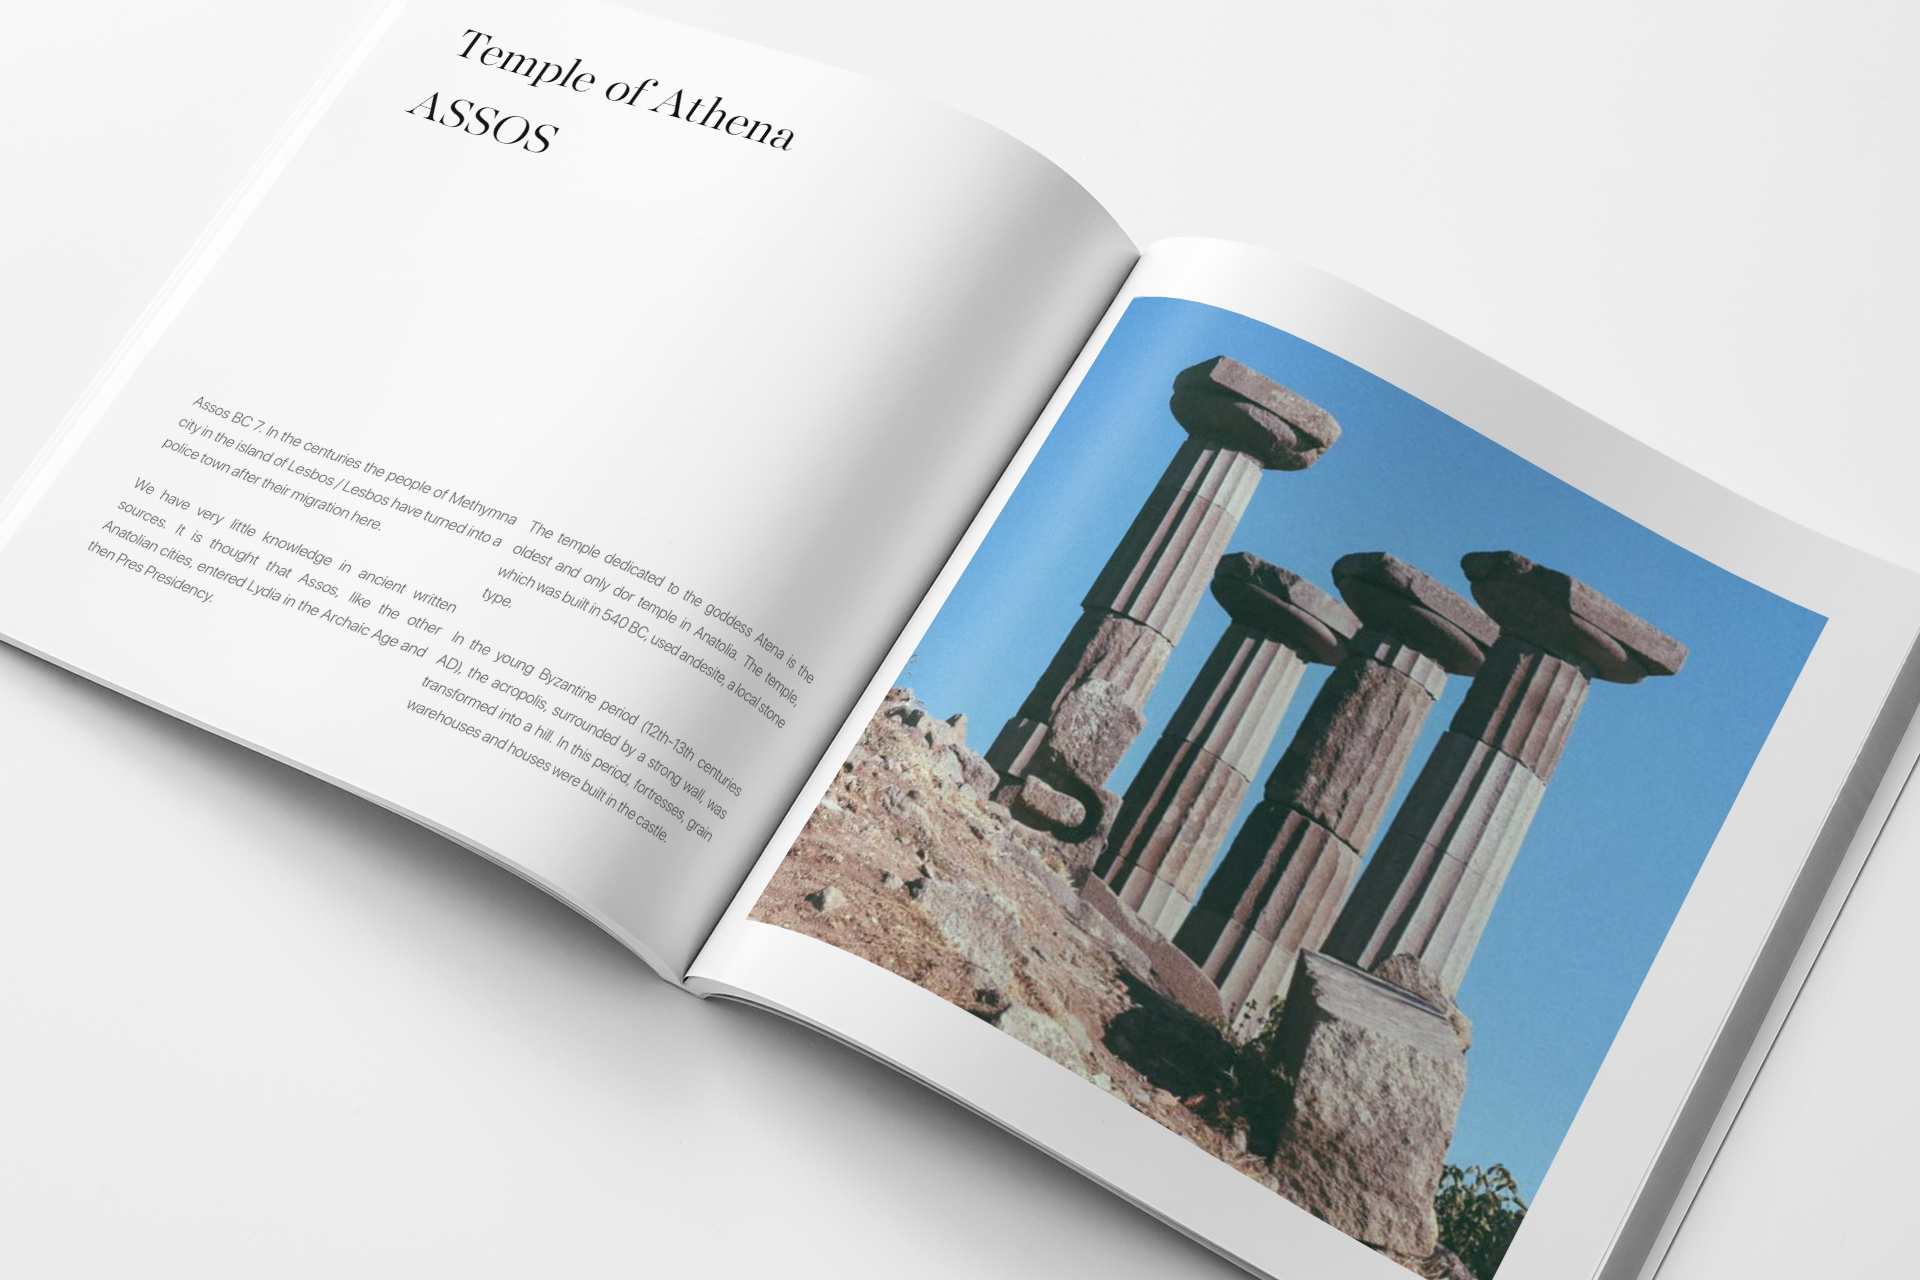 Temple of Athena
ASSOS
Assos BC 7. In the centuries the people of Methymna
city in the island of Lesbos / Lesbos have turned into a
police town after their migration here.
We have very little knowledge in ancient written
sources. It is thought that Assos, like the other
Anatolian cities, entered Lydia in the Archaic Age and
then Pres Presidency.
The temple dedicated to the goddess Atena is the
oldest and only dor temple in Anatolia. The temple,
which was built in 540 BC, used andesite, a local stone
type.
In the young Byzantine period (12th-13th centuries
AD), the acropolis, surrounded by a strong wall, was
transformed into a hill. In this period, fortresses, grain
warehouses and houses were built in the castle.